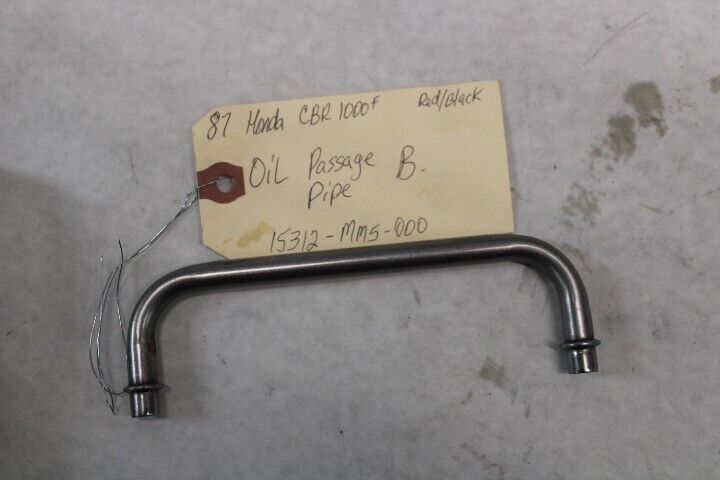 87 Honda CBR 1000F Red/Black
OiL Passage B.
Pipe
15312-MM5-000